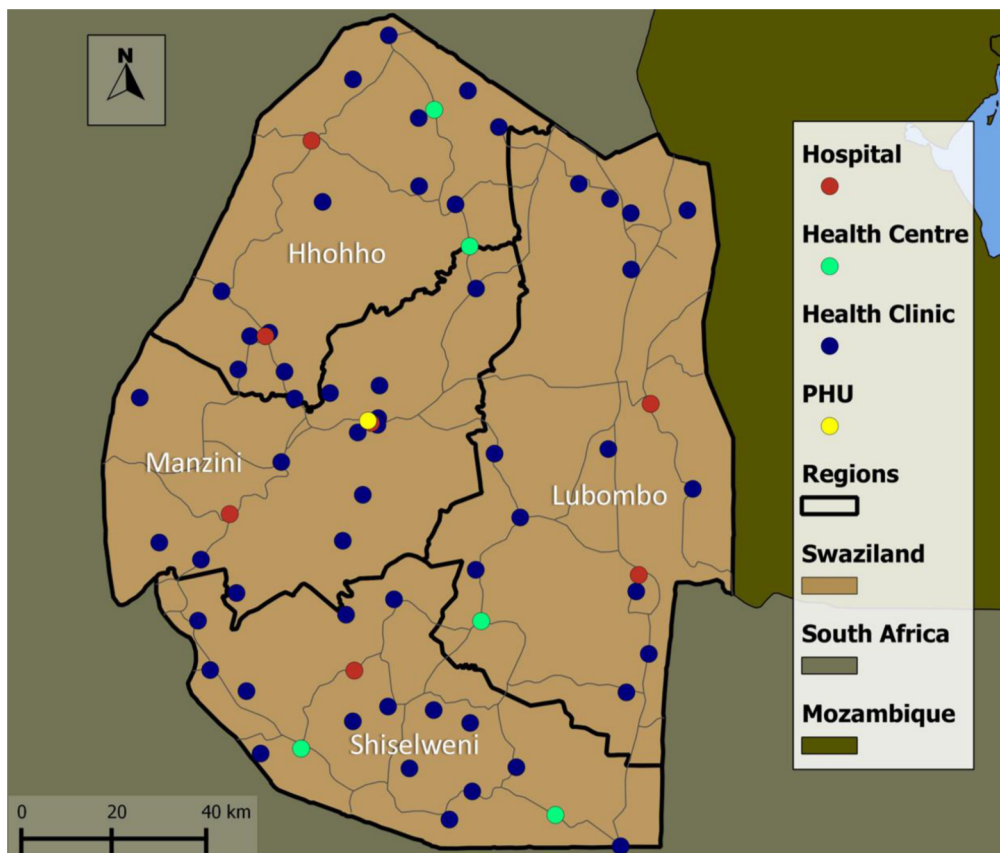 N
Hhohho
Manzini
Lubombo
Shiselweni
Hospital
Health Centre
Health Clinic
PHU
Regions
Swaziland
South Africa
Mozambique
0 20 40 km